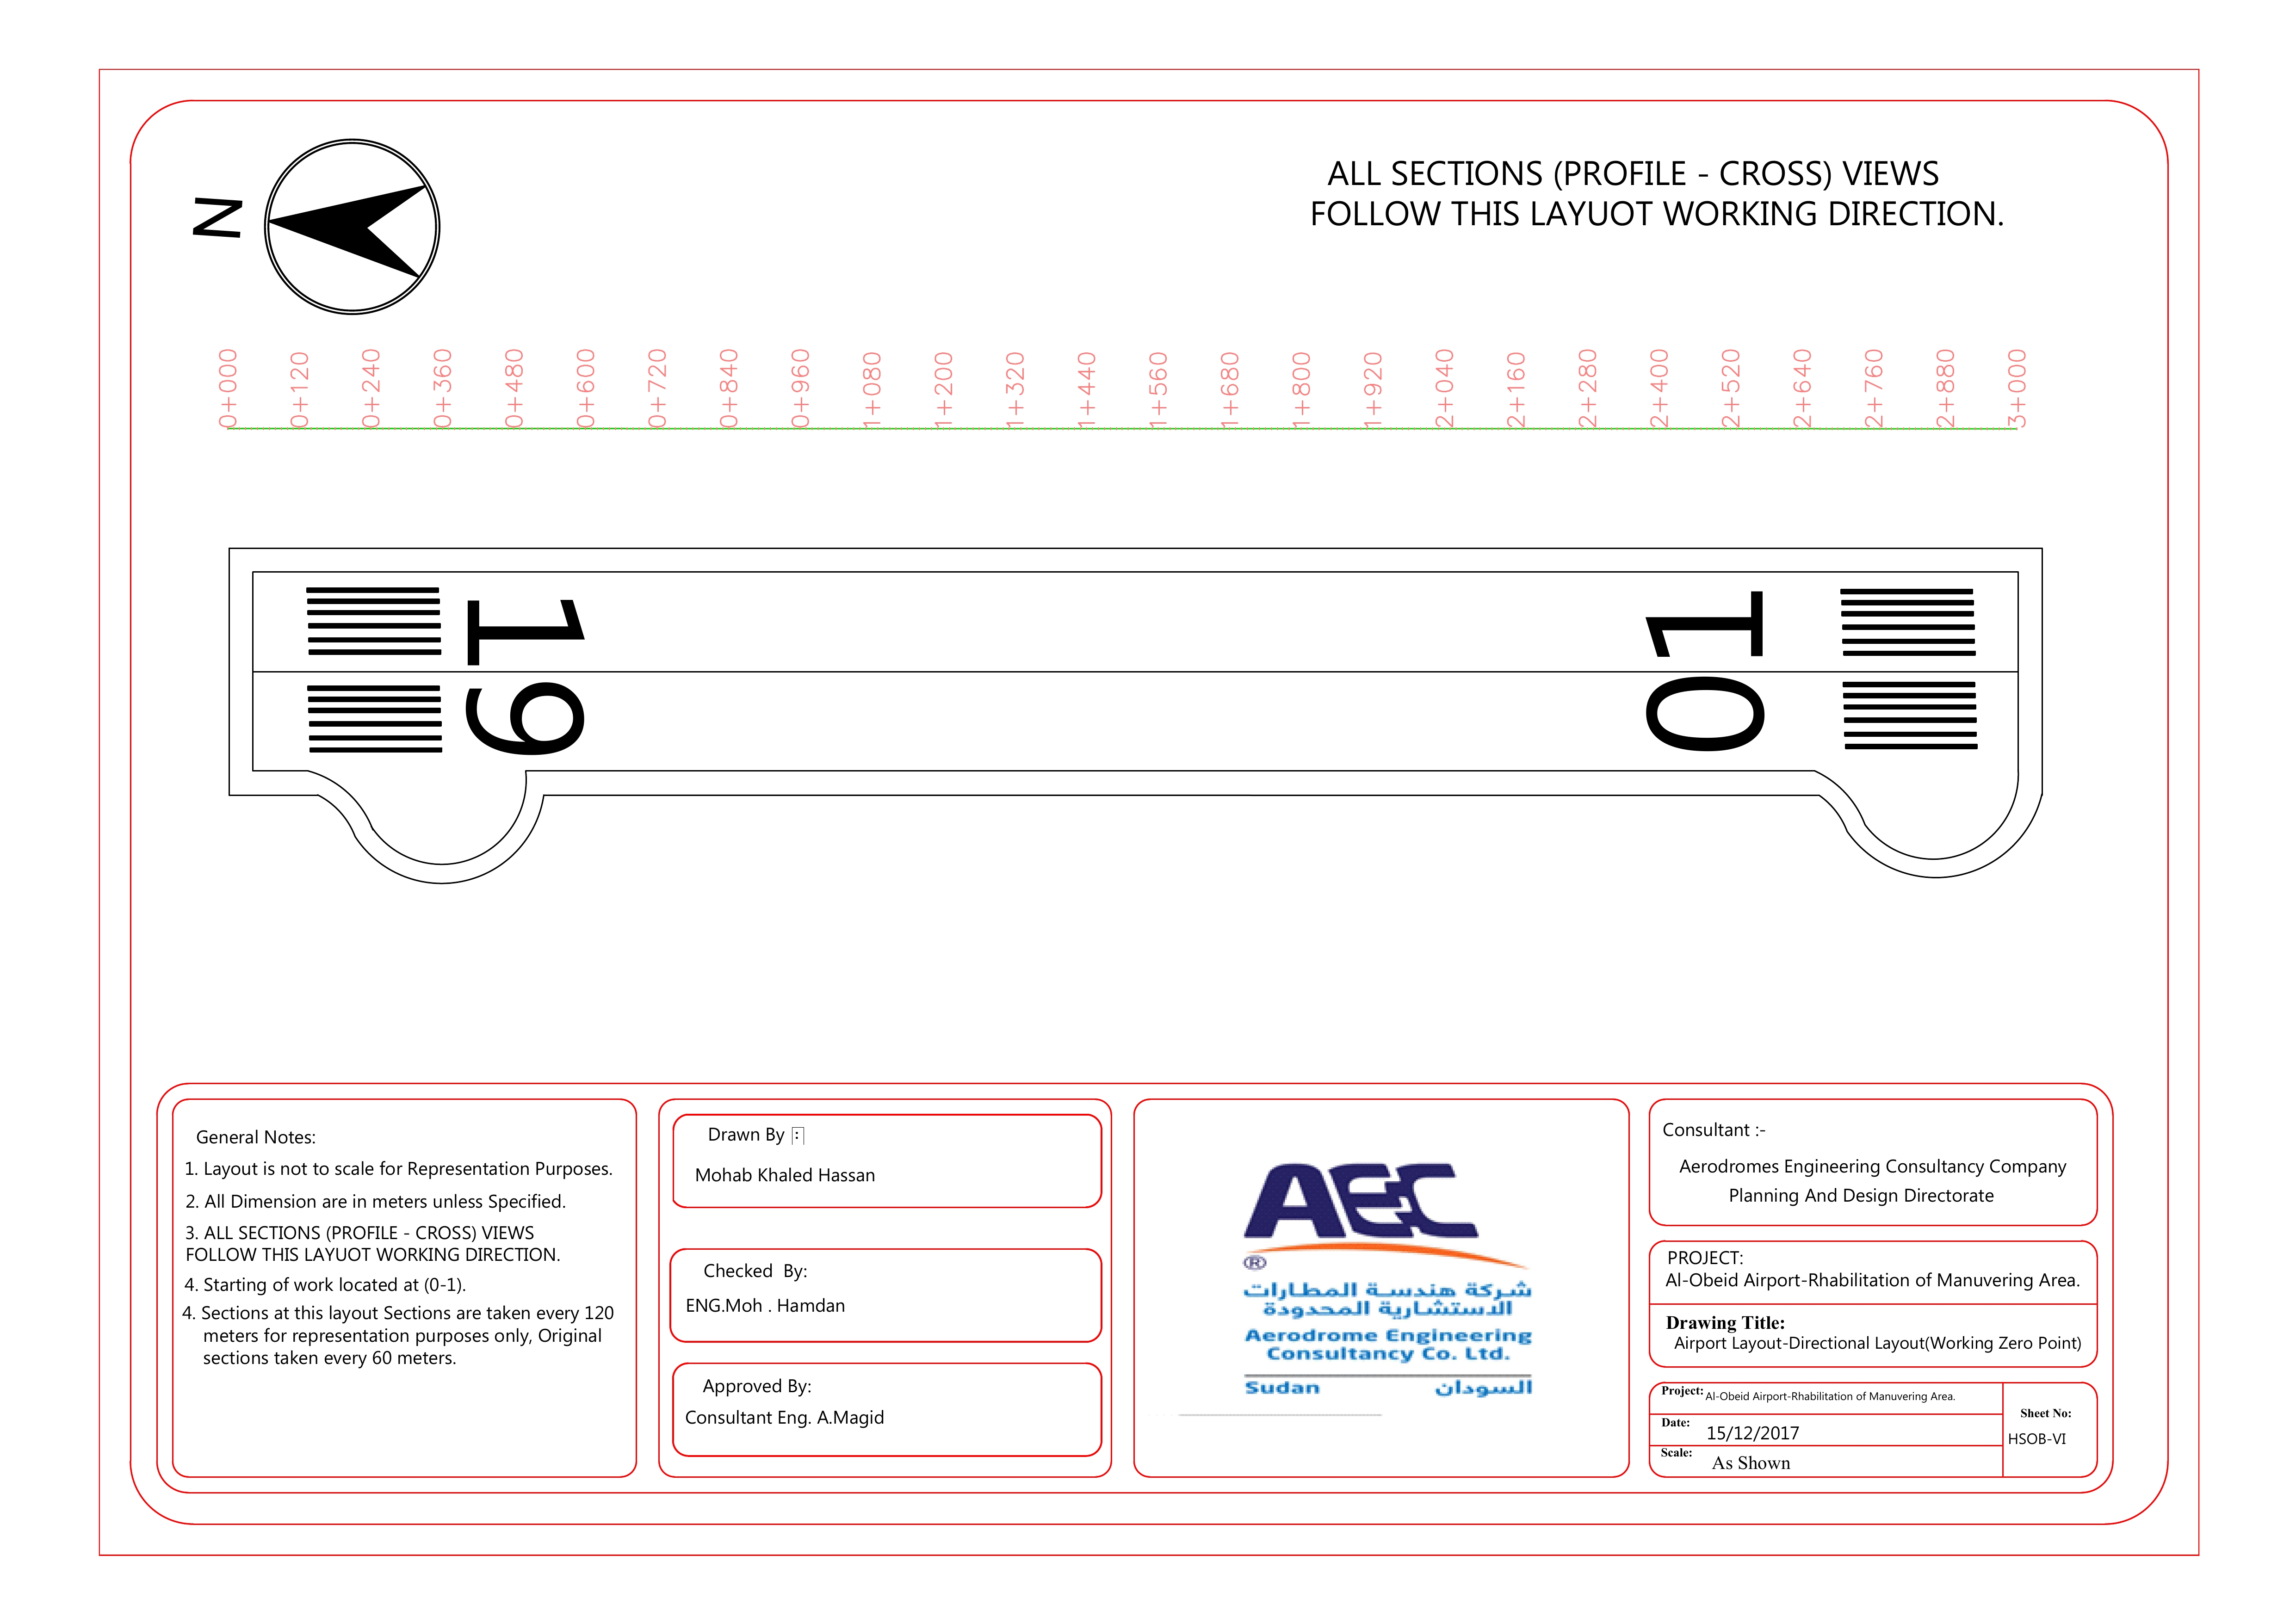 N
ALL SECTIONS (PROFILE - CROSS) VIEWS
FOLLOW THIS LAYUOT WORKING DIRECTION.
0+000
0+120
0+240
0+360
0+480
0+600
0+720
0+840
0+960
1+080
1+200
1+320
1+440
1+560
1+680
1+800
1+920
2+040
2+160
2+280
2+400
2+520
2+640
2+760
2+880
3+000
19
10
General Notes:
1. Layout is not to scale for Representation Purposes.
2. All Dimension are in meters unless Specified.
3. ALL SECTIONS (PROFILE - CROSS) VIEWS
FOLLOW THIS LAYUOT WORKING DIRECTION.
4. Starting of work located at (0-1).
4. Sections at this layout Sections are taken every 120
meters for representation purposes only, Original
sections taken every 60 meters.
Drawn By :
Mohab Khaled Hassan
Checked By:
ENG.Moh . Hamdan
Approved By:
Consultant Eng. A.Magid
AEC
®
شركة هندسة المطارات
الاستشارية المحدودة
Aerodrome Engineering
Consultancy Co. Ltd.
Sudan السودان
Consultant :-
Aerodromes Engineering Consultancy Company
Planning And Design Directorate
PROJECT:
Al-Obeid Airport-Rhabilitation of Manuvering Area.
Drawing Title:
Airport Layout-Directional Layout(Working Zero Point)
Project: Al-Obeid Airport-Rhabilitation of Manuvering Area.
Date: 15/12/2017
Scale: As Shown
Sheet No:
HSOB-VI